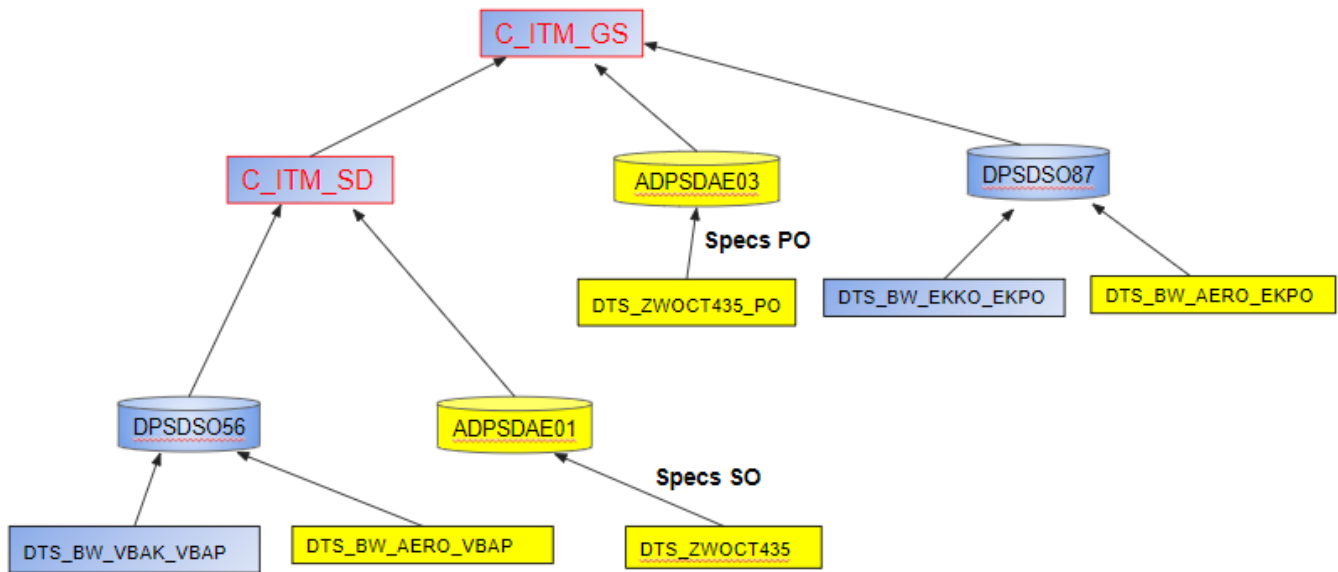 C_ITM_GS
C_ITM_SD
ADPSDAE03
DPSDSO87
Specs PO
DTS_ZWOCT435_PO
DTS_BW_EKKO_EKPO
DTS_BW_AERO_EKPO
DPSDSO56
ADPSDAE01
Specs SO
DTS_BW_VBAK_VBAP
DTS_BW_AERO_VBAP
DTS_ZWOCT435